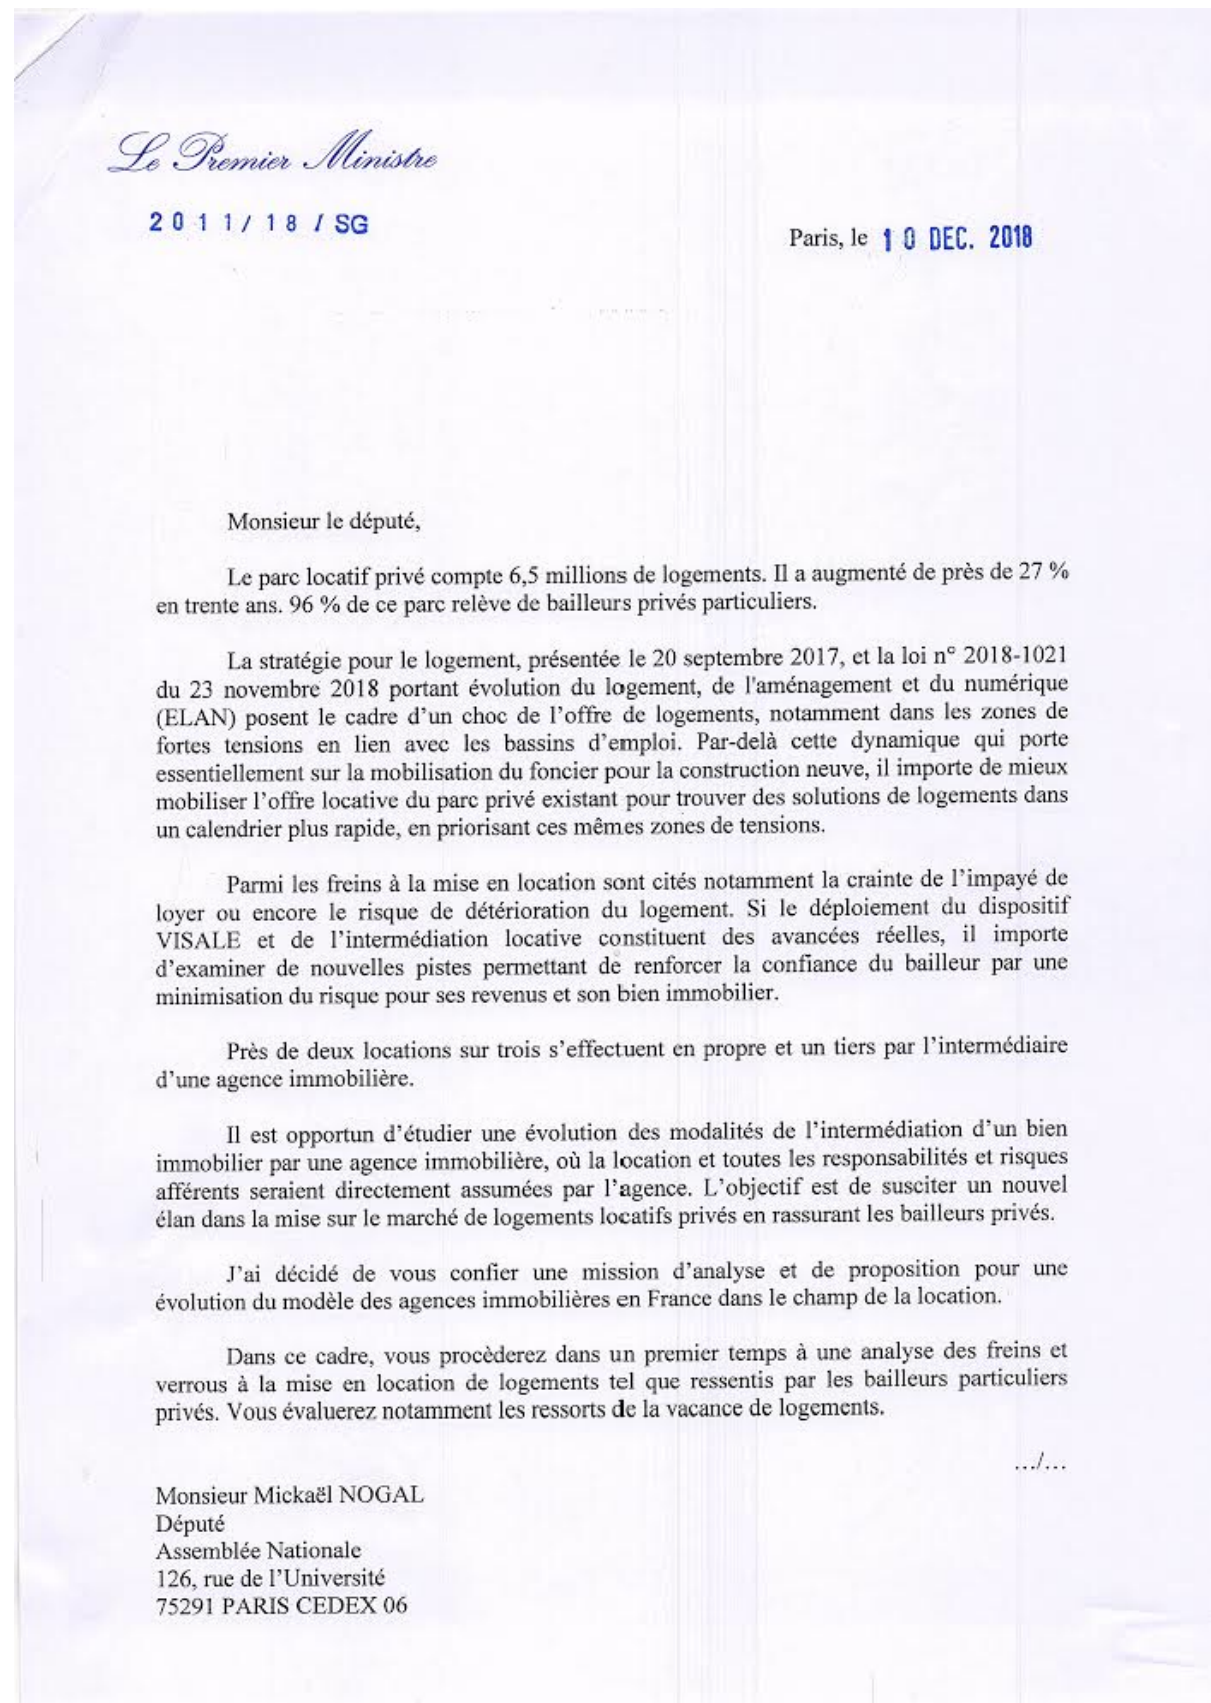 Le Premier Ministre
2011/18/SG
Paris, le 10 DEC. 2018
Monsieur le député,
Le parc locatif privé compte 6,5 millions de logements. Il a augmenté de près de 27 %
en trente ans. 96 % de ce parc relève de bailleurs privés particuliers.
La stratégie pour le logement, présentée le 20 septembre 2017, et la loi n° 2018-1021
du 23 novembre 2018 portant évolution du logement, de l'aménagement et du numérique
(ELAN) posent le cadre d'un choc de l'offre de logements, notamment dans les zones de
fortes tensions en lien avec les bassins d'emploi. Par-delà cette dynamique qui porte
essentiellement sur la mobilisation du foncier pour la construction neuve, il importe de mieux
mobiliser l'offre locative du parc privé existant pour trouver des solutions de logements dans
un calendrier plus rapide, en priorisant ces mêmes zones de tensions.
Parmi les freins à la mise en location sont cités notamment la crainte de l'impayé de
loyer ou encore le risque de détérioration du logement. Si le déploiement du dispositif
VISALE et de l'intermédiation locative constituent des avancées réelles, il importe
d'examiner de nouvelles pistes permettant de renforcer la confiance du bailleur par une
minimisation du risque pour ses revenus et son bien immobilier.
Près de deux locations sur trois s'effectuent en propre et un tiers par l'intermédiaire
d'une agence immobilière.
Il est opportun d'étudier une évolution des modalités de l'intermédiation d'un bien
immobilier par une agence immobilière, où la location et toutes les responsabilités et risques
afférents seraient directement assumées par l'agence. L'objectif est de susciter un nouvel
élan dans la mise sur le marché de logements locatifs privés en rassurant les bailleurs privés.
J'ai décidé de vous confier une mission d'analyse et de proposition pour une
évolution du modèle des agences immobilières en France dans le champ de la location.
Dans ce cadre, vous procèderez dans un premier temps à une analyse des freins et
verrous à la mise en location de logements tel que ressentis par les bailleurs particuliers
privés. Vous évaluerez notamment les ressorts de la vacance de logements.
.../...
Monsieur Mickaël NOGAL
Député
Assemblée Nationale
126, rue de l'Université
75291 PARIS CEDEX 06